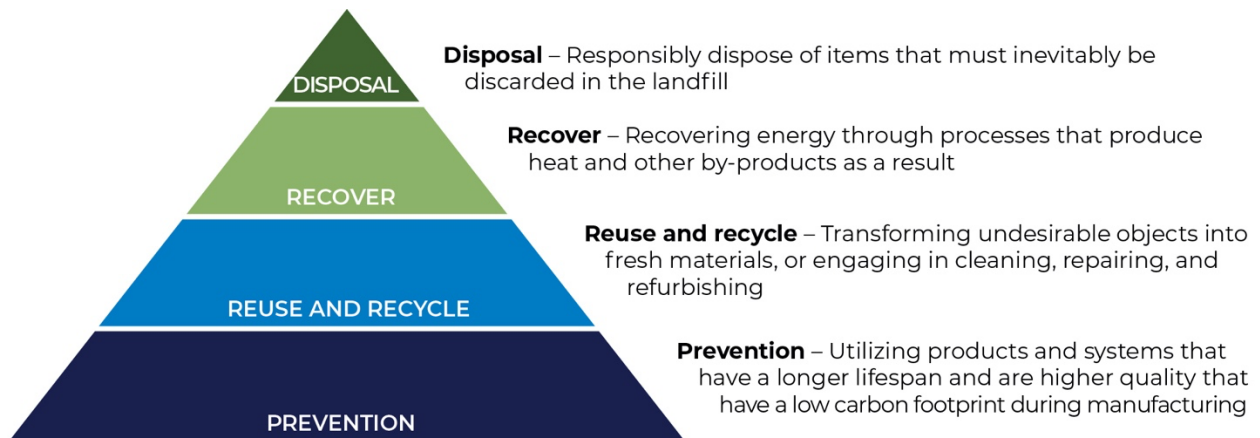 DISPOSAL
Disposal – Responsibly dispose of items that must inevitably be
discarded in the landfill
RECOVER
Recover – Recovering energy through processes that produce
heat and other by-products as a result
REUSE AND RECYCLE
Reuse and recycle – Transforming undesirable objects into
fresh materials, or engaging in cleaning, repairing, and
refurbishing
PREVENTION
Prevention – Utilizing products and systems that
have a longer lifespan and are higher quality that
have a low carbon footprint during manufacturing